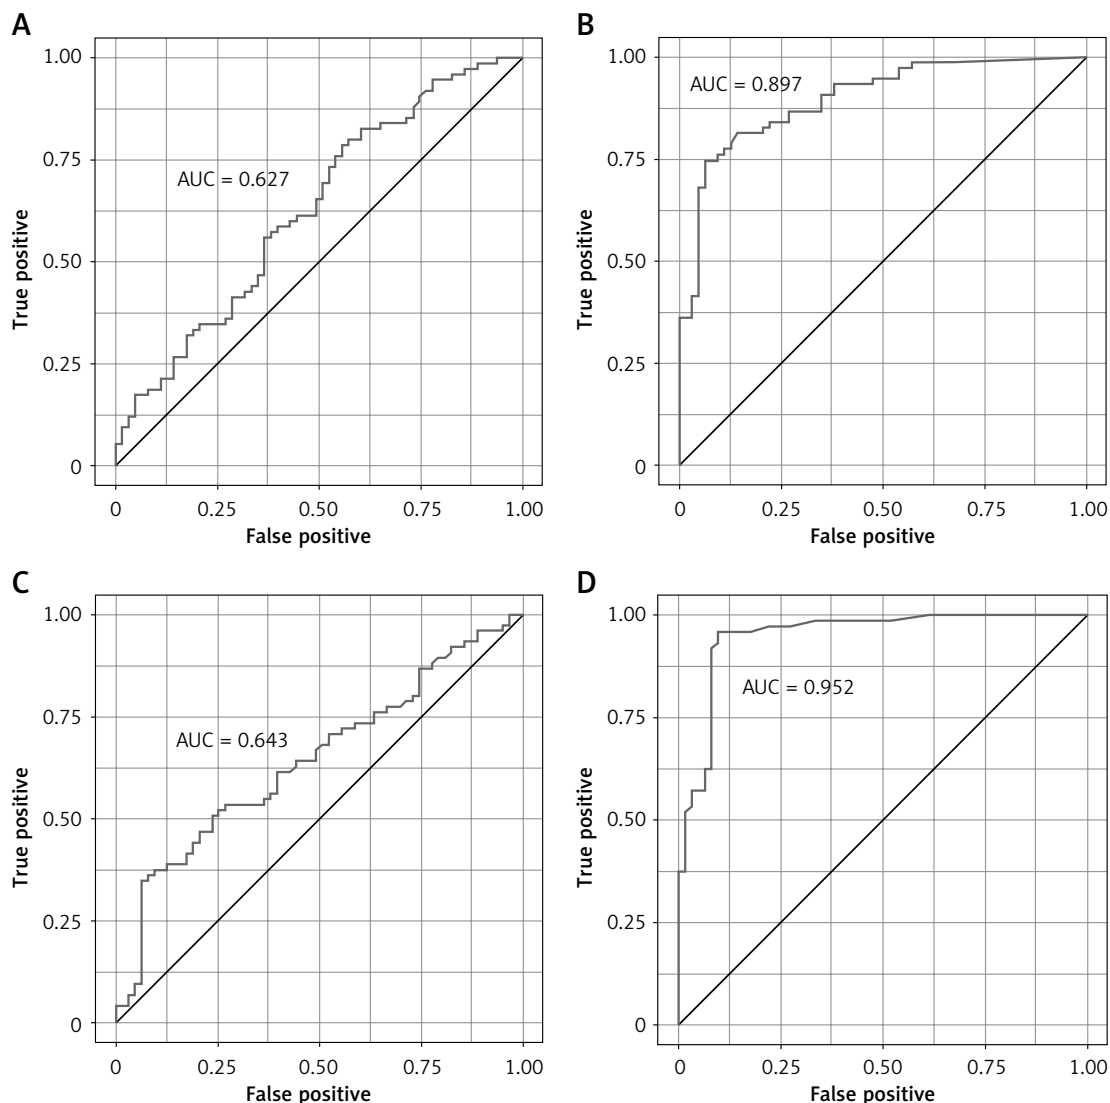 A
1.00
0.75
0.50
0.25
0
True positive
AUC = 0.627
0 0.25 0.50 0.75 1.00
False positive
B
1.00
0.75
0.50
0.25
0
True positive
AUC = 0.897
0 0.25 0.50 0.75 1.00
False positive
C
1.00
0.75
0.50
0.25
0
True positive
AUC = 0.643
0 0.25 0.50 0.75 1.00
False positive
D
1.00
0.75
0.50
0.25
0
True positive
AUC = 0.952
0 0.25 0.50 0.75 1.00
False positive